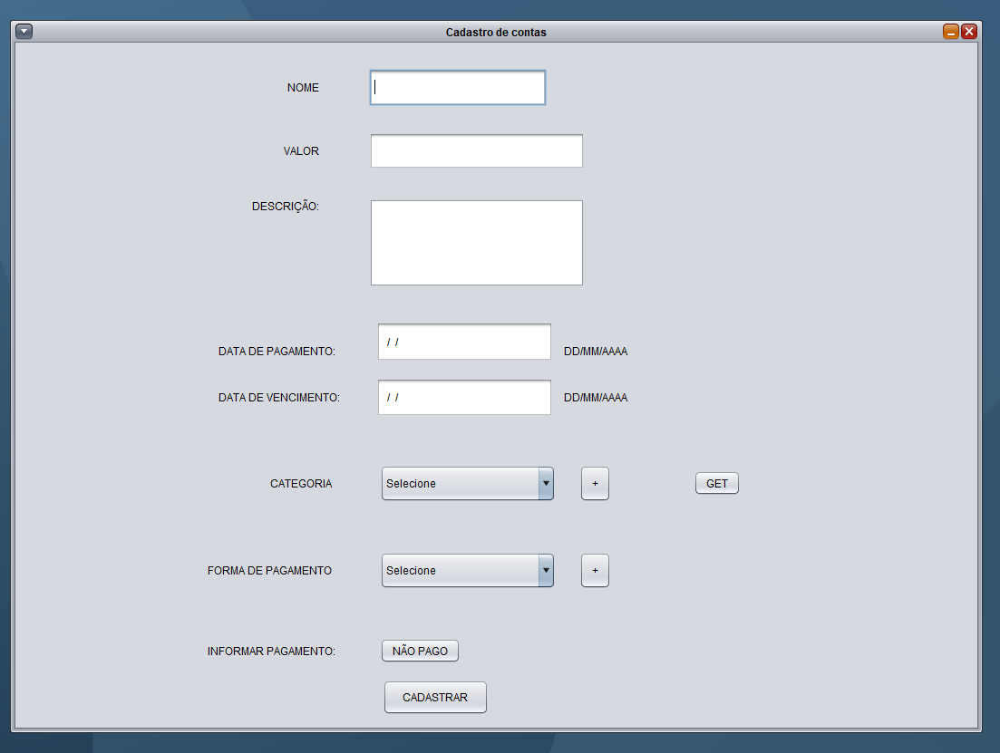 Cadastro de contas
NOME
VALOR
DESCRIÇÃO:
DATA DE PAGAMENTO: / / DD/MM/AAAA
DATA DE VENCIMENTO: / / DD/MM/AAAA
CATEGORIA Selecione + GET
FORMA DE PAGAMENTO Selecione +
INFORMAR PAGAMENTO: NÃO PAGO
CADASTRAR